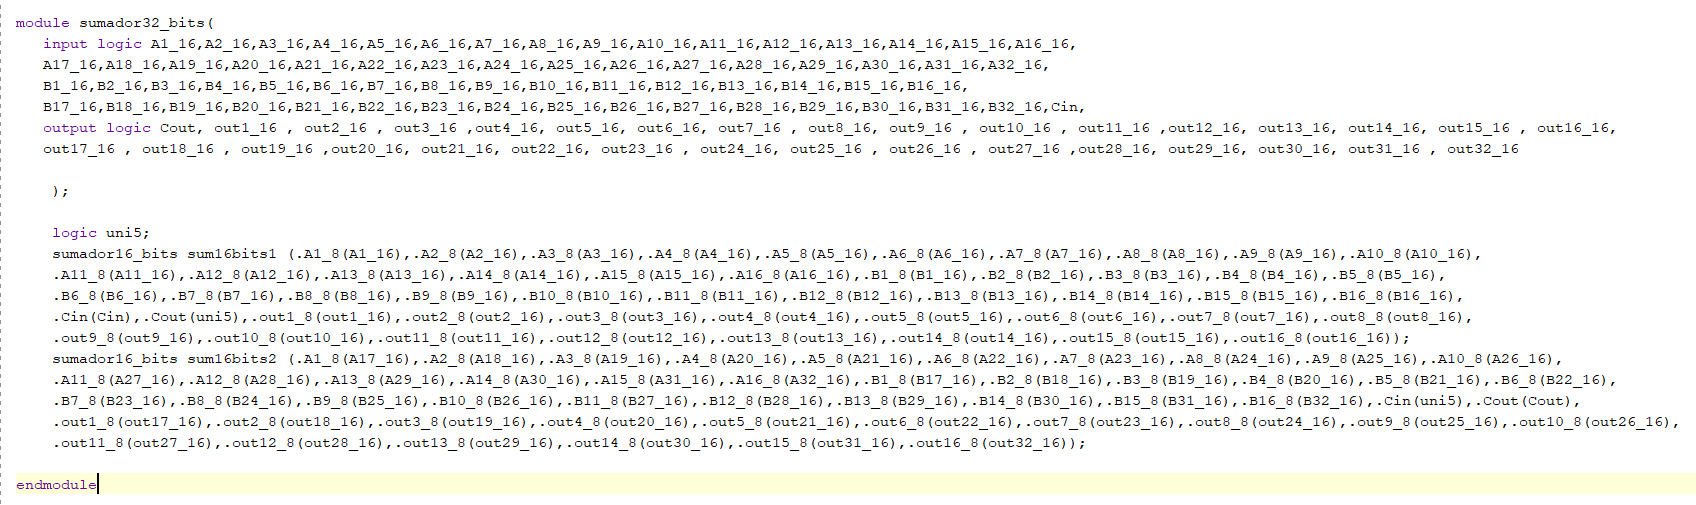 module sumador32_bits(
input logic A1_16,A2_16,A3_16,A4_16,A5_16,A6_16,A7_16,A8_16,A9_16,A10_16,A11_16,A12_16,A13_16,A14_16,A15_16,A16_16,
A17_16,A18_16,A19_16,A20_16,A21_16,A22_16,A23_16,A24_16,A25_16,A26_16,A27_16,A28_16,A29_16,A30_16,A31_16,A32_16,
B1_16,B2_16,B3_16,B4_16,B5_16,B6_16,B7_16,B8_16,B9_16,B10_16,B11_16,B12_16,B13_16,B14_16,B15_16,B16_16,
B17_16,B18_16,B19_16,B20_16,B21_16,B22_16,B23_16,B24_16,B25_16,B26_16,B27_16,B28_16,B29_16,B30_16,B31_16,B32_16,Cin,
output logic Cout, out1_16 , out2_16 , out3_16 ,out4_16, out5_16, out6_16, out7_16 , out8_16, out9_16 , out10_16 , out11_16 ,out12_16, out13_16, out14_16, out15_16 , out16_16,
out17_16 , out18_16 , out19_16 ,out20_16, out21_16, out22_16, out23_16 , out24_16, out25_16 , out26_16 , out27_16 ,out28_16, out29_16, out30_16, out31_16 , out32_16
);
logic uni5;
sumador16_bits sum16bits1 (.A1_8(A1_16),.A2_8(A2_16),.A3_8(A3_16),.A4_8(A4_16),.A5_8(A5_16),.A6_8(A6_16),.A7_8(A7_16),.A8_8(A8_16),.A9_8(A9_16),.A10_8(A10_16),
.A11_8(A11_16),.A12_8(A12_16),.A13_8(A13_16),.A14_8(A14_16),.A15_8(A15_16),.A16_8(A16_16),.B1_8(B1_16),.B2_8(B2_16),.B3_8(B3_16),.B4_8(B4_16),.B5_8(B5_16),
.B6_8(B6_16),.B7_8(B7_16),.B8_8(B8_16),.B9_8(B9_16),.B10_8(B10_16),.B11_8(B11_16),.B12_8(B12_16),.B13_8(B13_16),.B14_8(B14_16),.B15_8(B15_16),.B16_8(B16_16),
.Cin(Cin),.Cout(uni5),.out1_8(out1_16),.out2_8(out2_16),.out3_8(out3_16),.out4_8(out4_16),.out5_8(out5_16),.out6_8(out6_16),.out7_8(out7_16),.out8_8(out8_16),
.out9_8(out9_16),.out10_8(out10_16),.out11_8(out11_16),.out12_8(out12_16),.out13_8(out13_16),.out14_8(out14_16),.out15_8(out15_16),.out16_8(out16_16));
sumador16_bits sum16bits2 (.A1_8(A17_16),.A2_8(A18_16),.A3_8(A19_16),.A4_8(A20_16),.A5_8(A21_16),.A6_8(A22_16),.A7_8(A23_16),.A8_8(A24_16),.A9_8(A25_16),.A10_8(A26_16),
.A11_8(A27_16),.A12_8(A28_16),.A13_8(A29_16),.A14_8(A30_16),.A15_8(A31_16),.A16_8(A32_16),.B1_8(B17_16),.B2_8(B18_16),.B3_8(B19_16),.B4_8(B20_16),.B5_8(B21_16),.B6_8(B22_16),
.B7_8(B23_16),.B8_8(B24_16),.B9_8(B25_16),.B10_8(B26_16),.B11_8(B27_16),.B12_8(B28_16),.B13_8(B29_16),.B14_8(B30_16),.B15_8(B31_16),.B16_8(B32_16),.Cin(uni5),.Cout(Cout),
.out1_8(out17_16),.out2_8(out18_16),.out3_8(out19_16),.out4_8(out20_16),.out5_8(out21_16),.out6_8(out22_16),.out7_8(out23_16),.out8_8(out24_16),.out9_8(out25_16),.out10_8(out26_16),
.out11_8(out27_16),.out12_8(out28_16),.out13_8(out29_16),.out14_8(out30_16),.out15_8(out31_16),.out16_8(out32_16));
endmodule